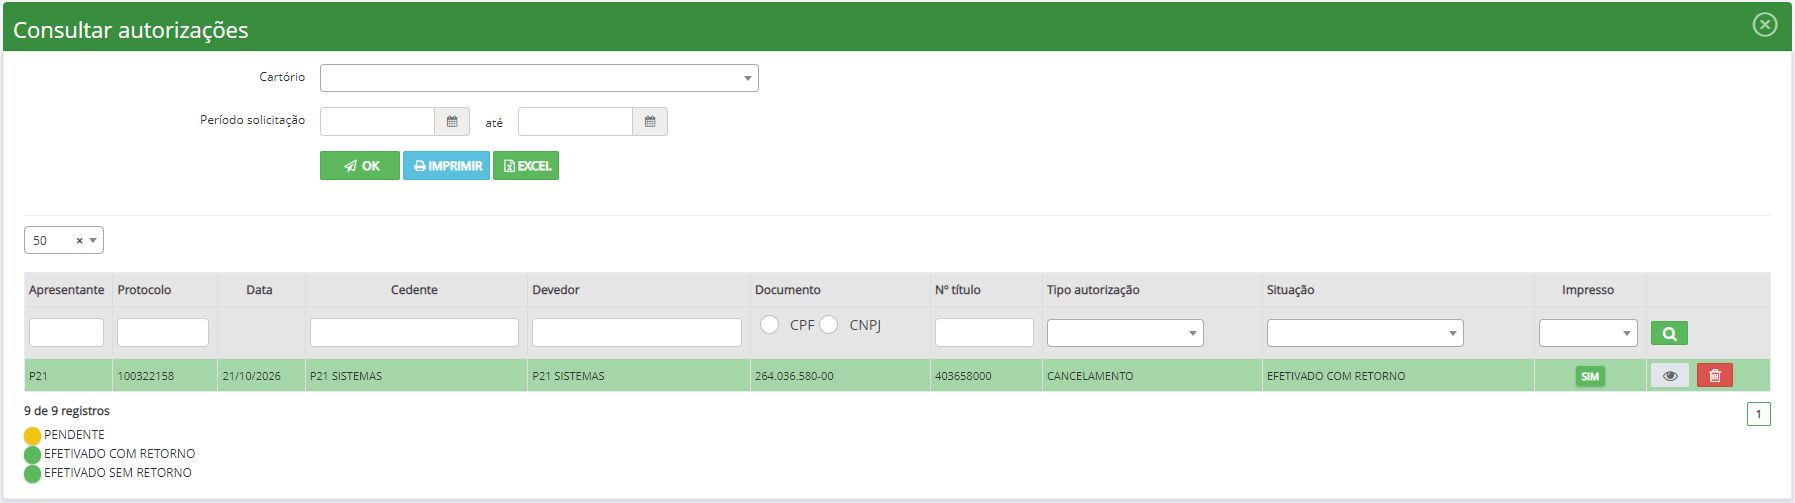 Consultar autorizações
Cartório
Período solicitação
até
OK IMPRIMIR EXCEL
50 ×
Apresentante Protocolo Data Cedente Devedor Documento Nº título Tipo autorização Situação Impresso
CPF CNPJ
P21 100322158 21/10/2026 P21 SISTEMAS P21 SISTEMAS 264.036.580-00 403658000 CANCELAMENTO EFETIVADO COM RETORNO SIM
9 de 9 registros
1
PENDENTE
EFETIVADO COM RETORNO
EFETIVADO SEM RETORNO